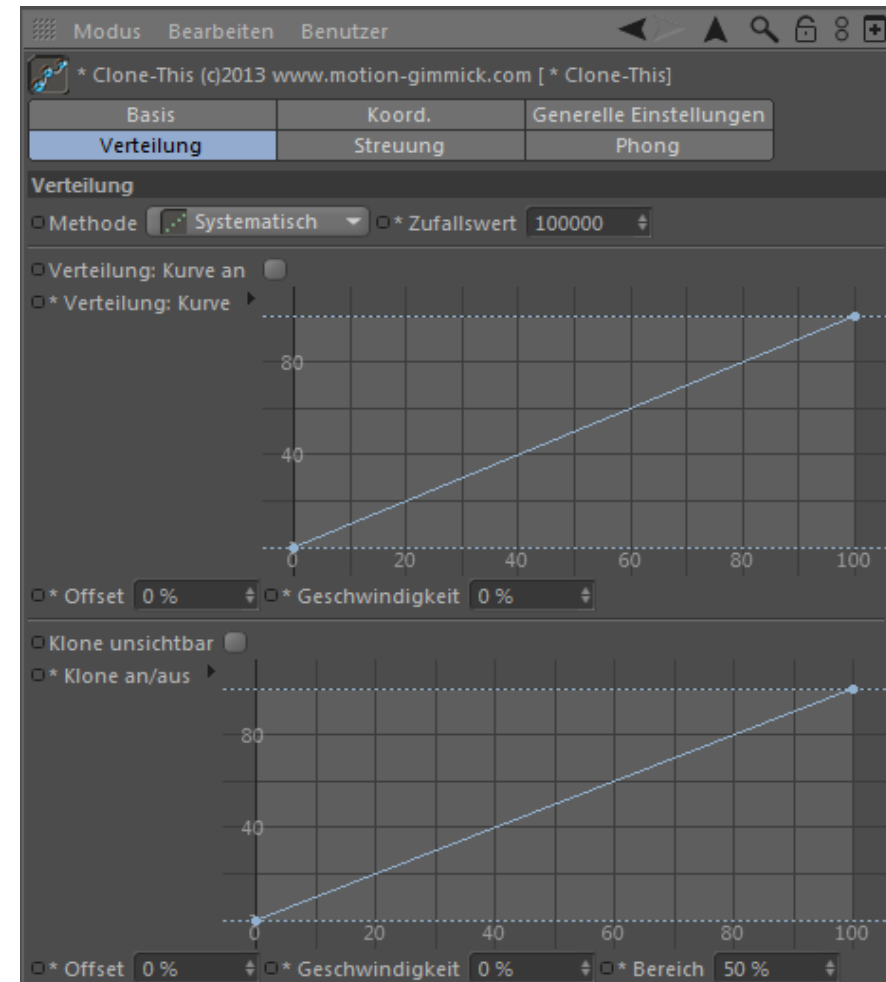 Modus Bearbeiten Benutzer
* Clone-This (c)2013 www.motion-gimmick.com [ * Clone-This]
Basis Koord. Generelle Einstellungen
Verteilung Streuung Phong
Verteilung
Methode Systematisch * Zufallswert 100000
Verteilung: Kurve an
* Verteilung: Kurve
80
40
0 20 40 60 80 100
* Offset 0 % * Geschwindigkeit 0 %
Klone unsichtbar
* Klone an/aus
80
40
0 20 40 60 80 100
* Offset 0 % * Geschwindigkeit 0 % * Bereich 50 %